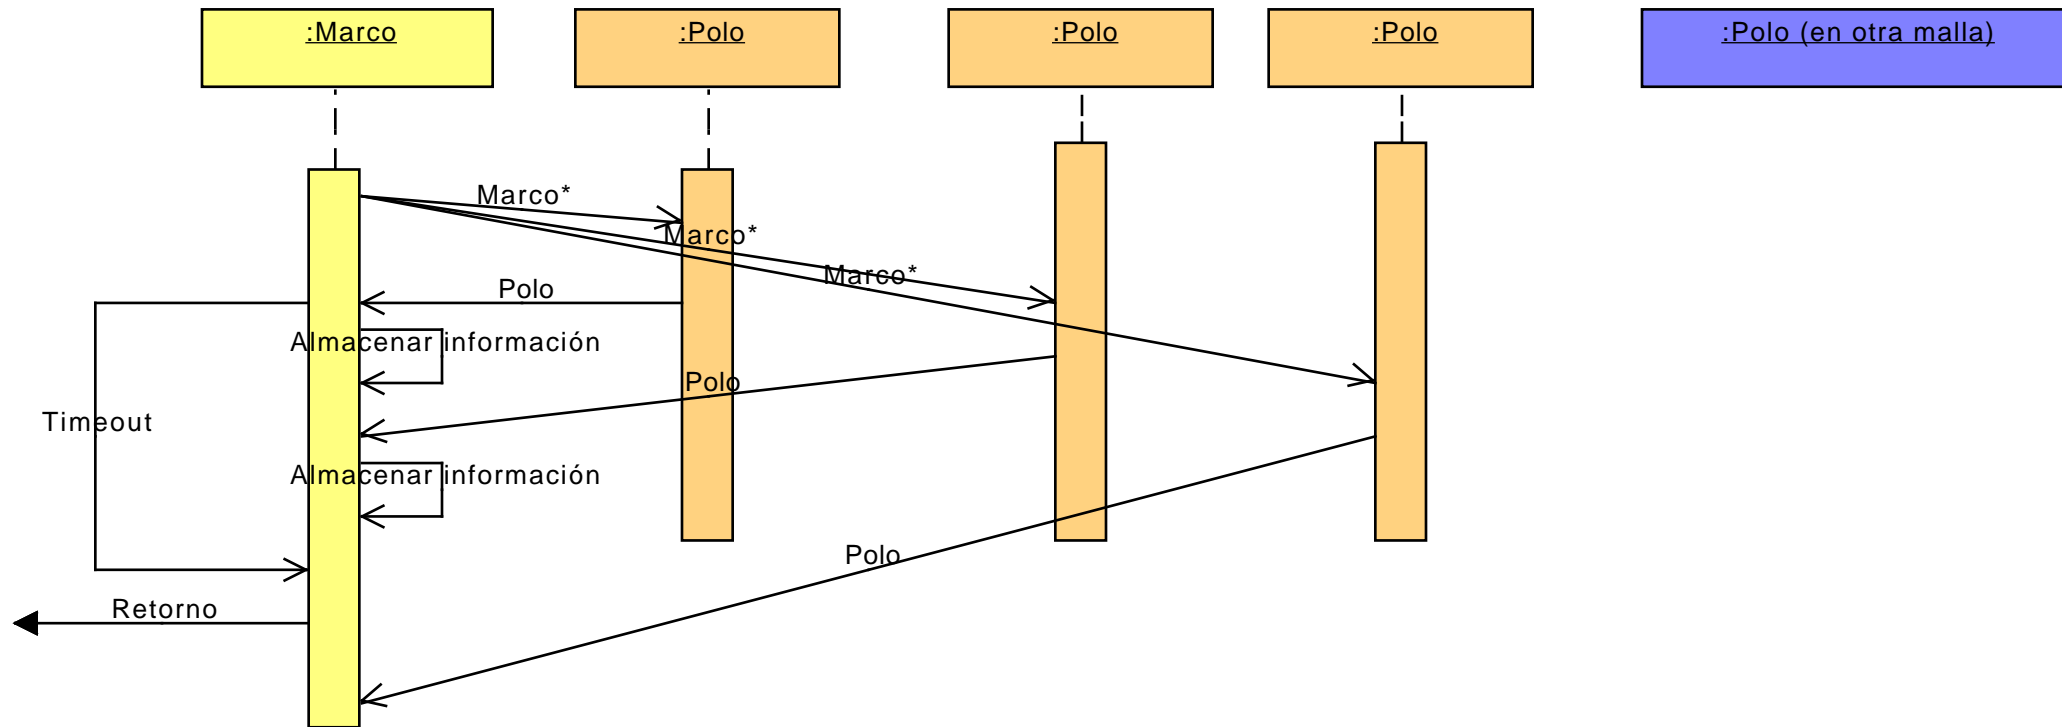 :Marco
:Polo
:Polo
:Polo
:Polo (en otra malla)
Marco*
Marco*
Marco*
Polo
Almacenar información
Polo
Timeout
Almacenar información
Polo
Retorno